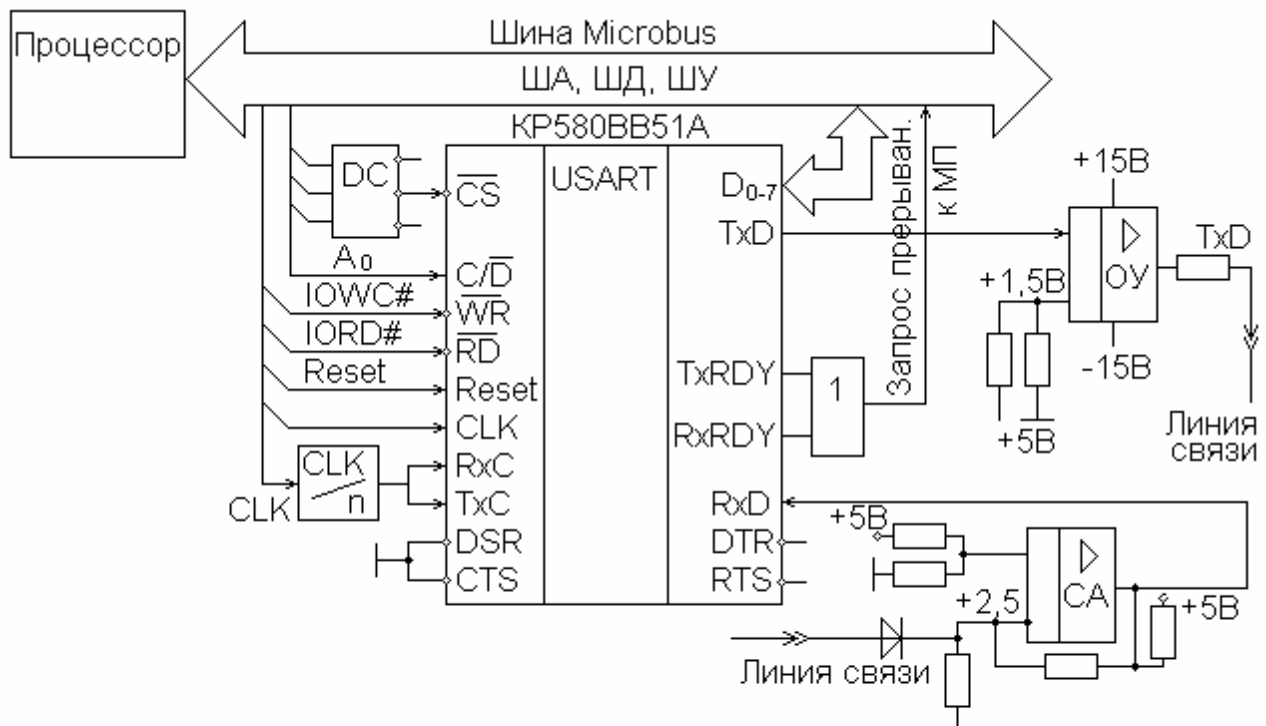 Процессор
Шина Microbus
ША, ШД, ШУ
КР580ВВ51А
DC
CS
USART
D0-7
TxD
A0
C/D
IOWC#
WR
IORD#
RD
Reset
Reset
CLK
CLK
n
CLK
RxC
TxC
DSR
CTS
TxRDY
RxRDY
1
Запрос прерыван.
к МП
RxD
DTR
RTS
+15В
ОУ
+1,5В
-15В
+5В
TxD
Линия
связи
+5В
СА
+2,5
+5В
Линия связи